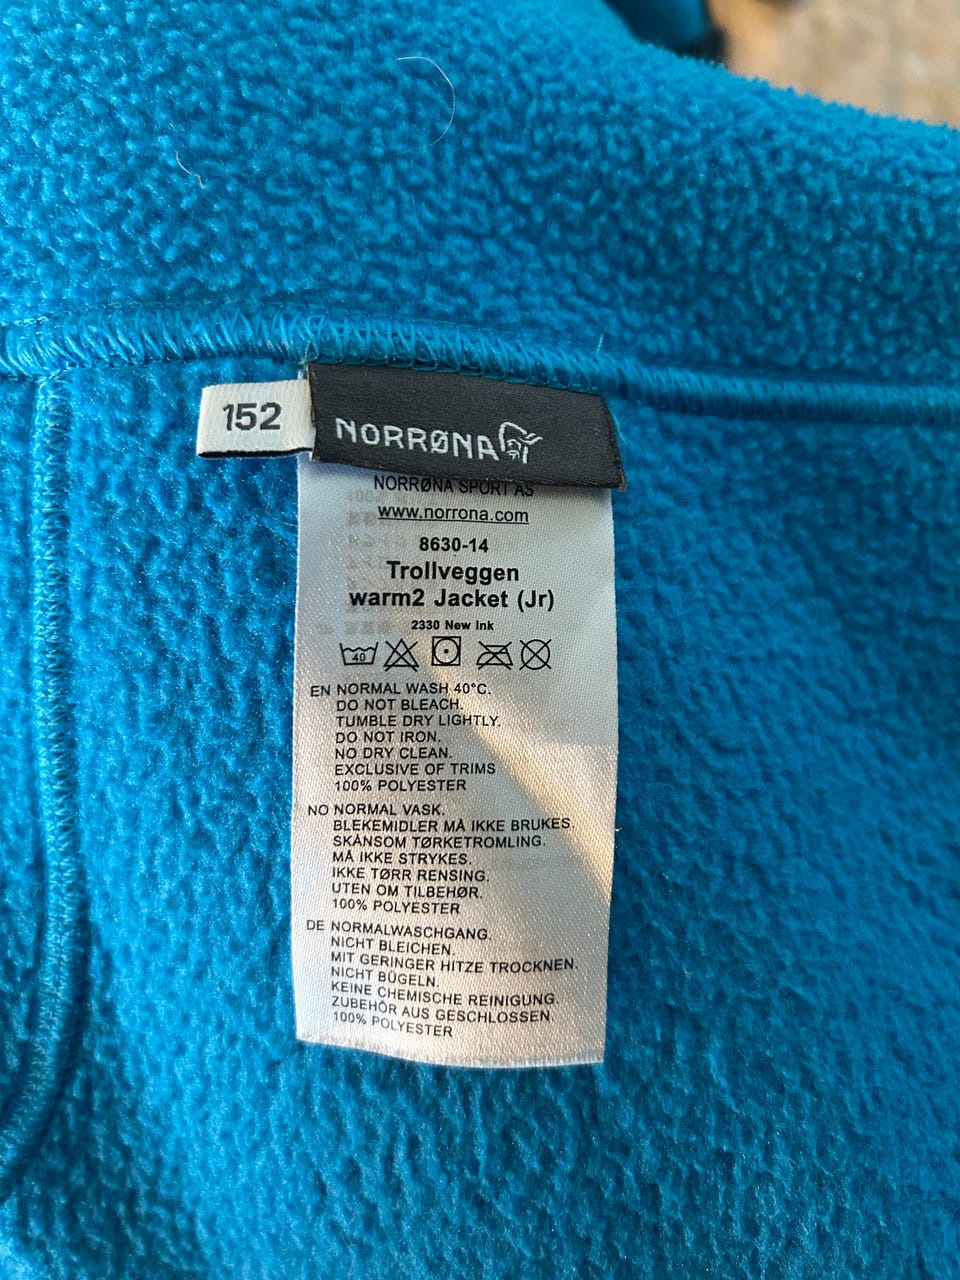 152
NORRØNA
NORRØNA SPORT AS
www.norrona.com
8630-14
Trollveggen
warm2 Jacket (Jr)
2330 New Ink
40
EN NORMAL WASH 40°C.
DO NOT BLEACH.
TUMBLE DRY LIGHTLY.
DO NOT IRON.
NO DRY CLEAN.
EXCLUSIVE OF TRIMS
100% POLYESTER
NO NORMAL VASK.
BLEKEMIDLER MÅ IKKE BRUKES.
SKÅNSOM TØRKETROMLING.
MÅ IKKE STRYKES.
IKKE TØRR RENSING.
UTEN OM TILBEHØR.
100% POLYESTER
DE NORMALWASCHGANG.
NICHT BLEICHEN.
MIT GERINGER HITZE TROCKNEN.
NICHT BÜGELN.
KEINE CHEMISCHE REINIGUNG.
ZUBEHÖR AUS GESCHLOSSEN.
100% POLYESTER